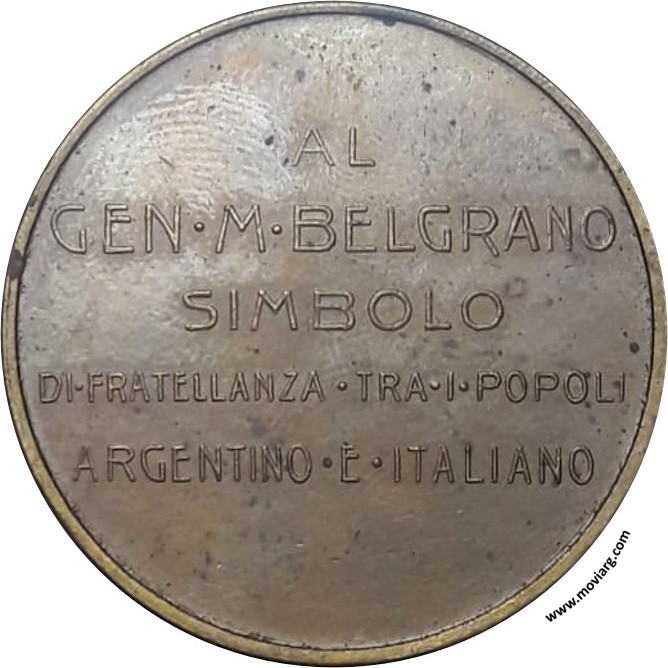 AL
GEN·M·BELGRANO
SIMBOLO
DI·FRATELLANZA·TRA·I·POPOLI
ARGENTINO·E·ITALIANO
www.moviarg.com